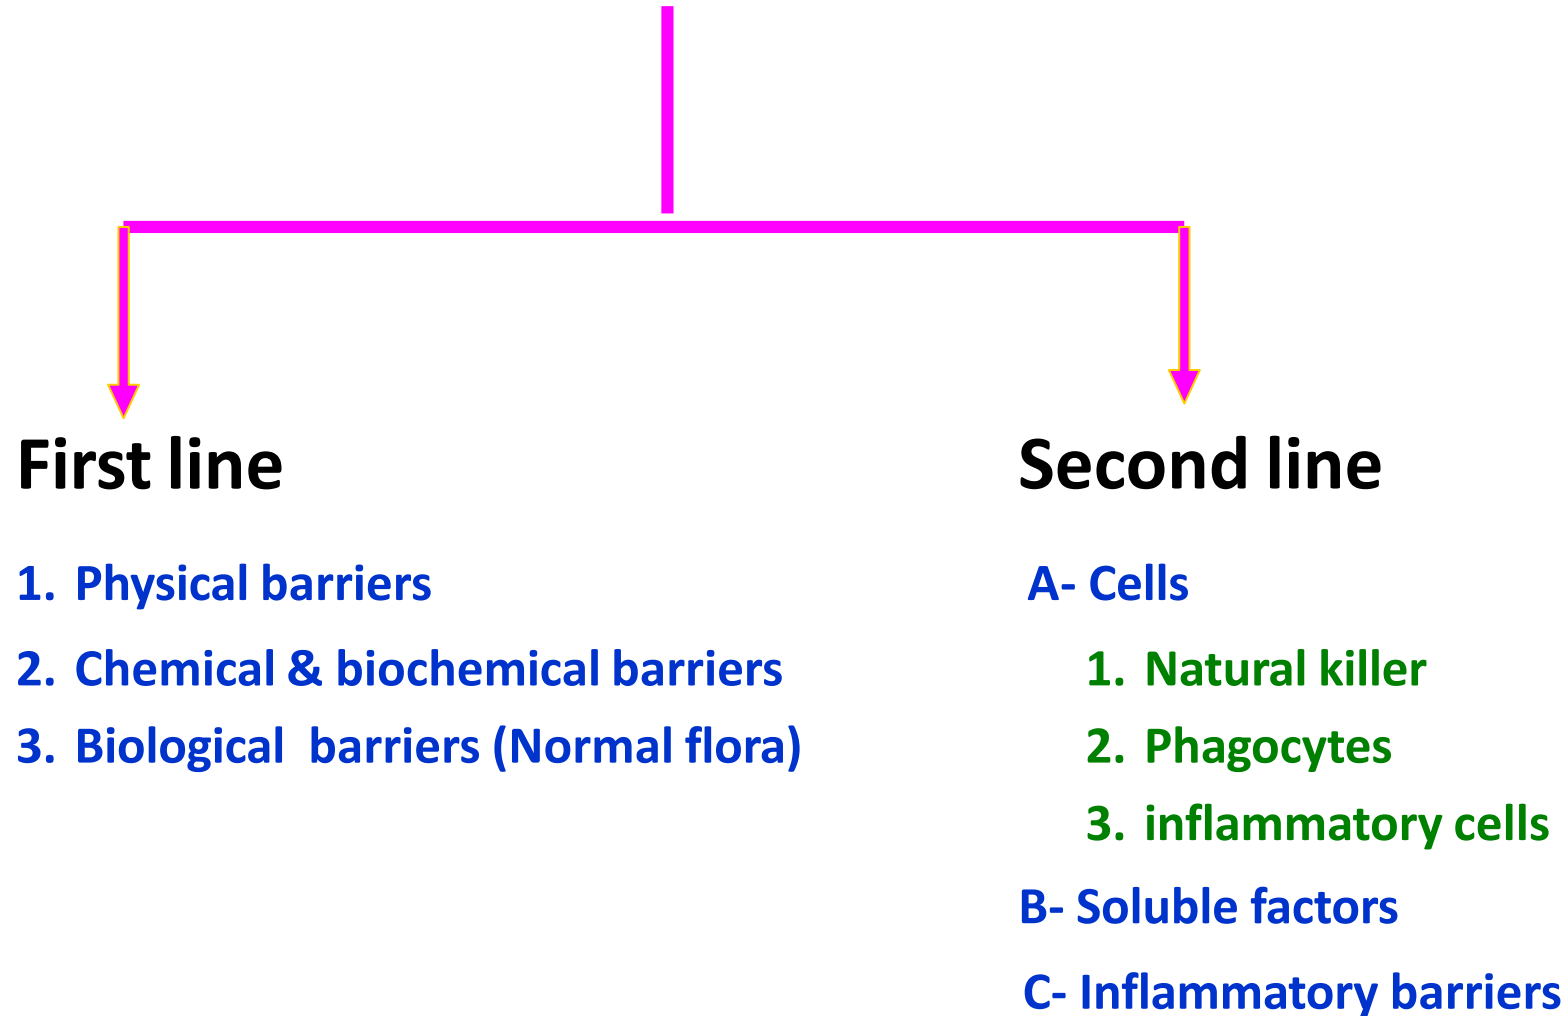 First line
1. Physical barriers
2. Chemical & biochemical barriers
3. Biological barriers (Normal flora)
Second line
A- Cells
1. Natural killer
2. Phagocytes
3. inflammatory cells
B- Soluble factors
C- Inflammatory barriers